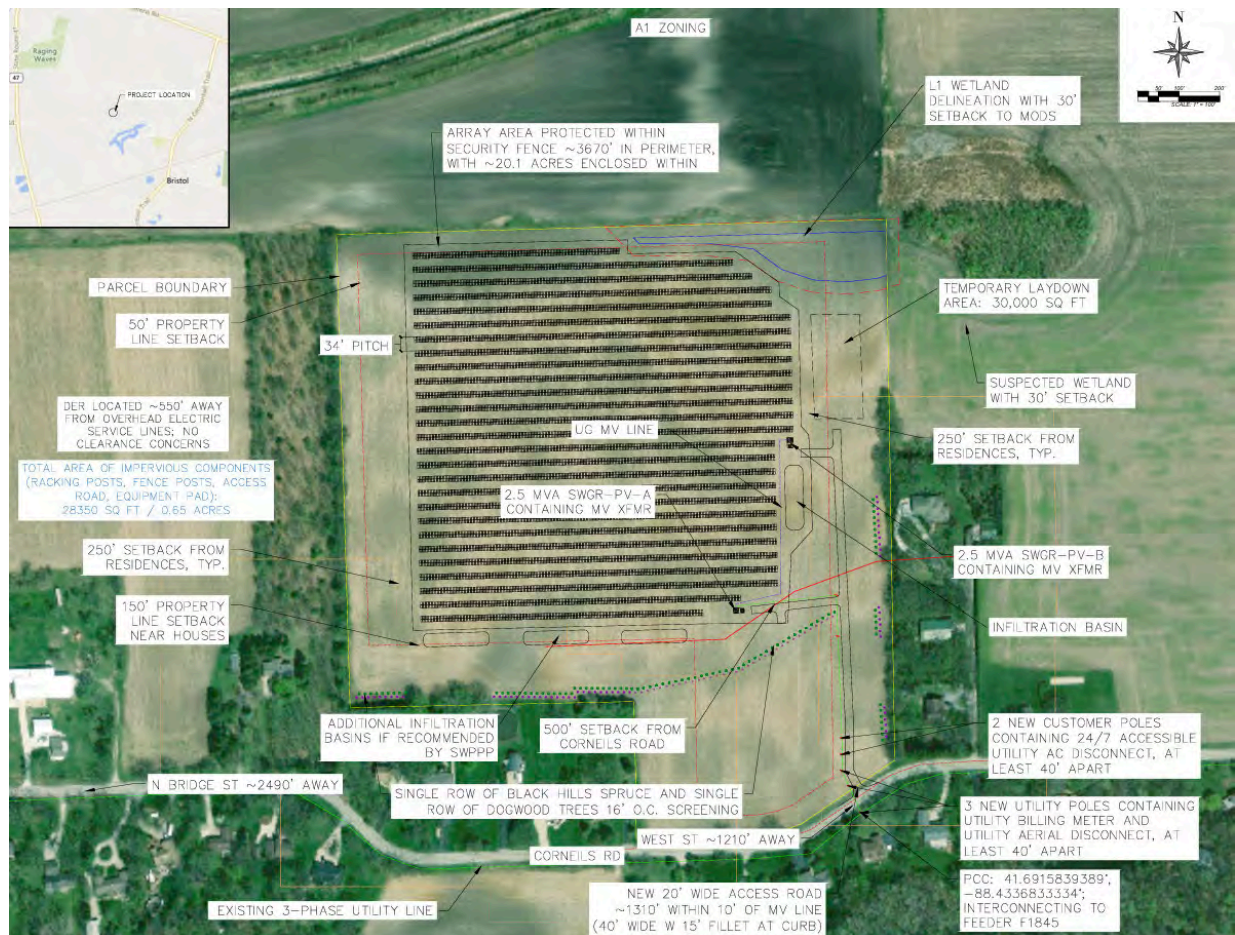 Raging
Waves
47
PROJECT LOCATION
Bristol
A1 ZONING
N
50' 100' 200'
SCALE: 1" = 100'
L1 WETLAND
DELINEATION WITH 30'
SETBACK TO MODS
ARRAY AREA PROTECTED WITHIN
SECURITY FENCE ~3670' IN PERIMETER,
WITH ~20.1 ACRES ENCLOSED WITHIN
PARCEL BOUNDARY
50' PROPERTY
LINE SETBACK
34' PITCH
TEMPORARY LAYDOWN
AREA: 30,000 SQ FT
SUSPECTED WETLAND
WITH 30' SETBACK
DER LOCATED ~550' AWAY
FROM OVERHEAD ELECTRIC
SERVICE LINES; NO
CLEARANCE CONCERNS
UG MV LINE
250' SETBACK FROM
RESIDENCES, TYP.
TOTAL AREA OF IMPERVIOUS COMPONENTS
(RACKING POSTS, FENCE POSTS, ACCESS
ROAD, EQUIPMENT PAD):
28350 SQ FT / 0.65 ACRES
2.5 MVA SWGR-PV-A
CONTAINING MV XFMR
250' SETBACK FROM
RESIDENCES, TYP.
2.5 MVA SWGR-PV-B
CONTAINING MV XFMR
150' PROPERTY
LINE SETBACK
NEAR HOUSES
INFILTRATION BASIN
ADDITIONAL INFILTRATION
BASINS IF RECOMMENDED
BY SWPPP
500' SETBACK FROM
CORNEILS ROAD
2 NEW CUSTOMER POLES
CONTAINING 24/7 ACCESSIBLE
UTILITY AC DISCONNECT, AT
LEAST 40' APART
N BRIDGE ST ~2490' AWAY
SINGLE ROW OF BLACK HILLS SPRUCE AND SINGLE
ROW OF DOGWOOD TREES 16' O.C. SCREENING
3 NEW UTILITY POLES CONTAINING
UTILITY BILLING METER AND
UTILITY AERIAL DISCONNECT, AT
LEAST 40' APART
WEST ST ~1210' AWAY
CORNEILS RD
EXISTING 3-PHASE UTILITY LINE
NEW 20' WIDE ACCESS ROAD
~1310' WITHIN 10' OF MV LINE
(40' WIDE W 15' FILLET AT CURB)
PCC: 41.6915839389°,
-88.4336833334°;
INTERCONNECTING TO
FEEDER F1845